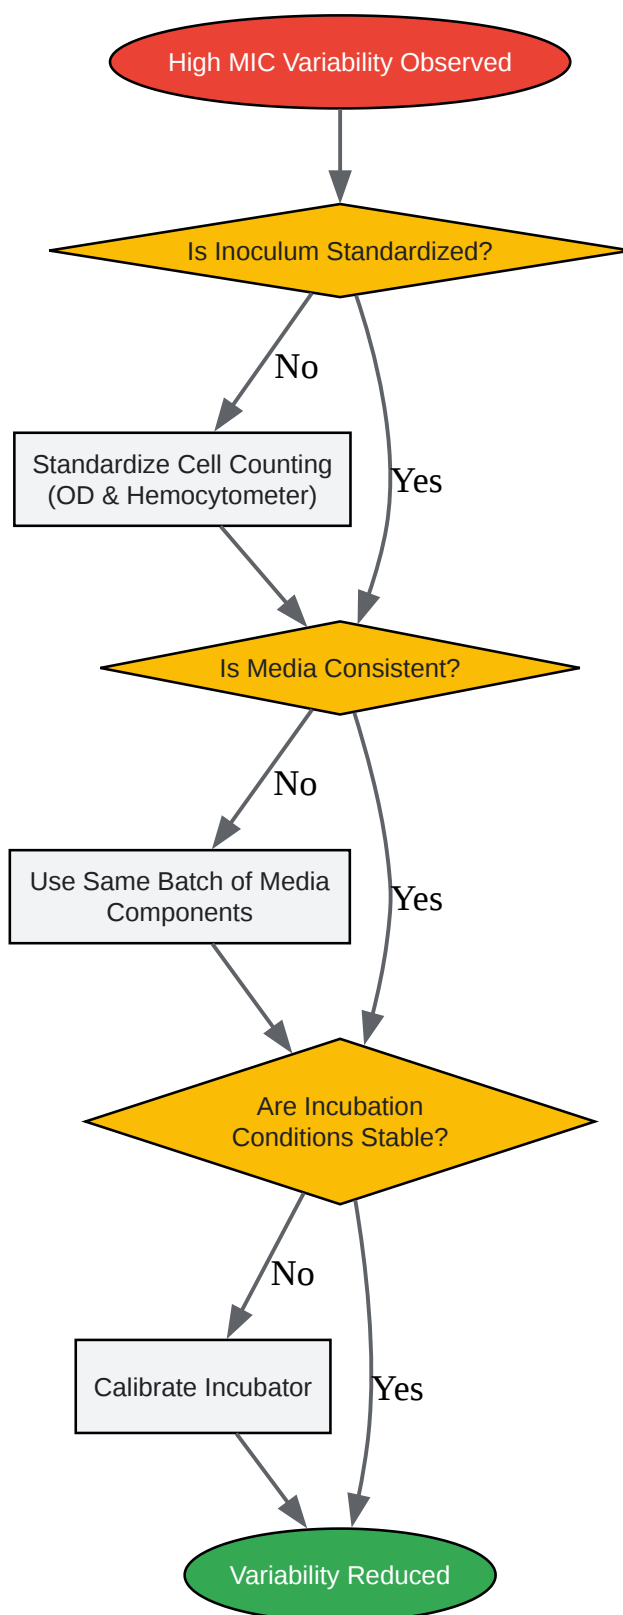 High MIC Variability Observed
Is Inoculum Standardized?
No
Standardize Cell Counting
(OD & Hemocytometer)
Yes
Is Media Consistent?
No
Use Same Batch of Media
Components
Yes
Are Incubation
Conditions Stable?
No
Calibrate Incubator
Yes
Variability Reduced